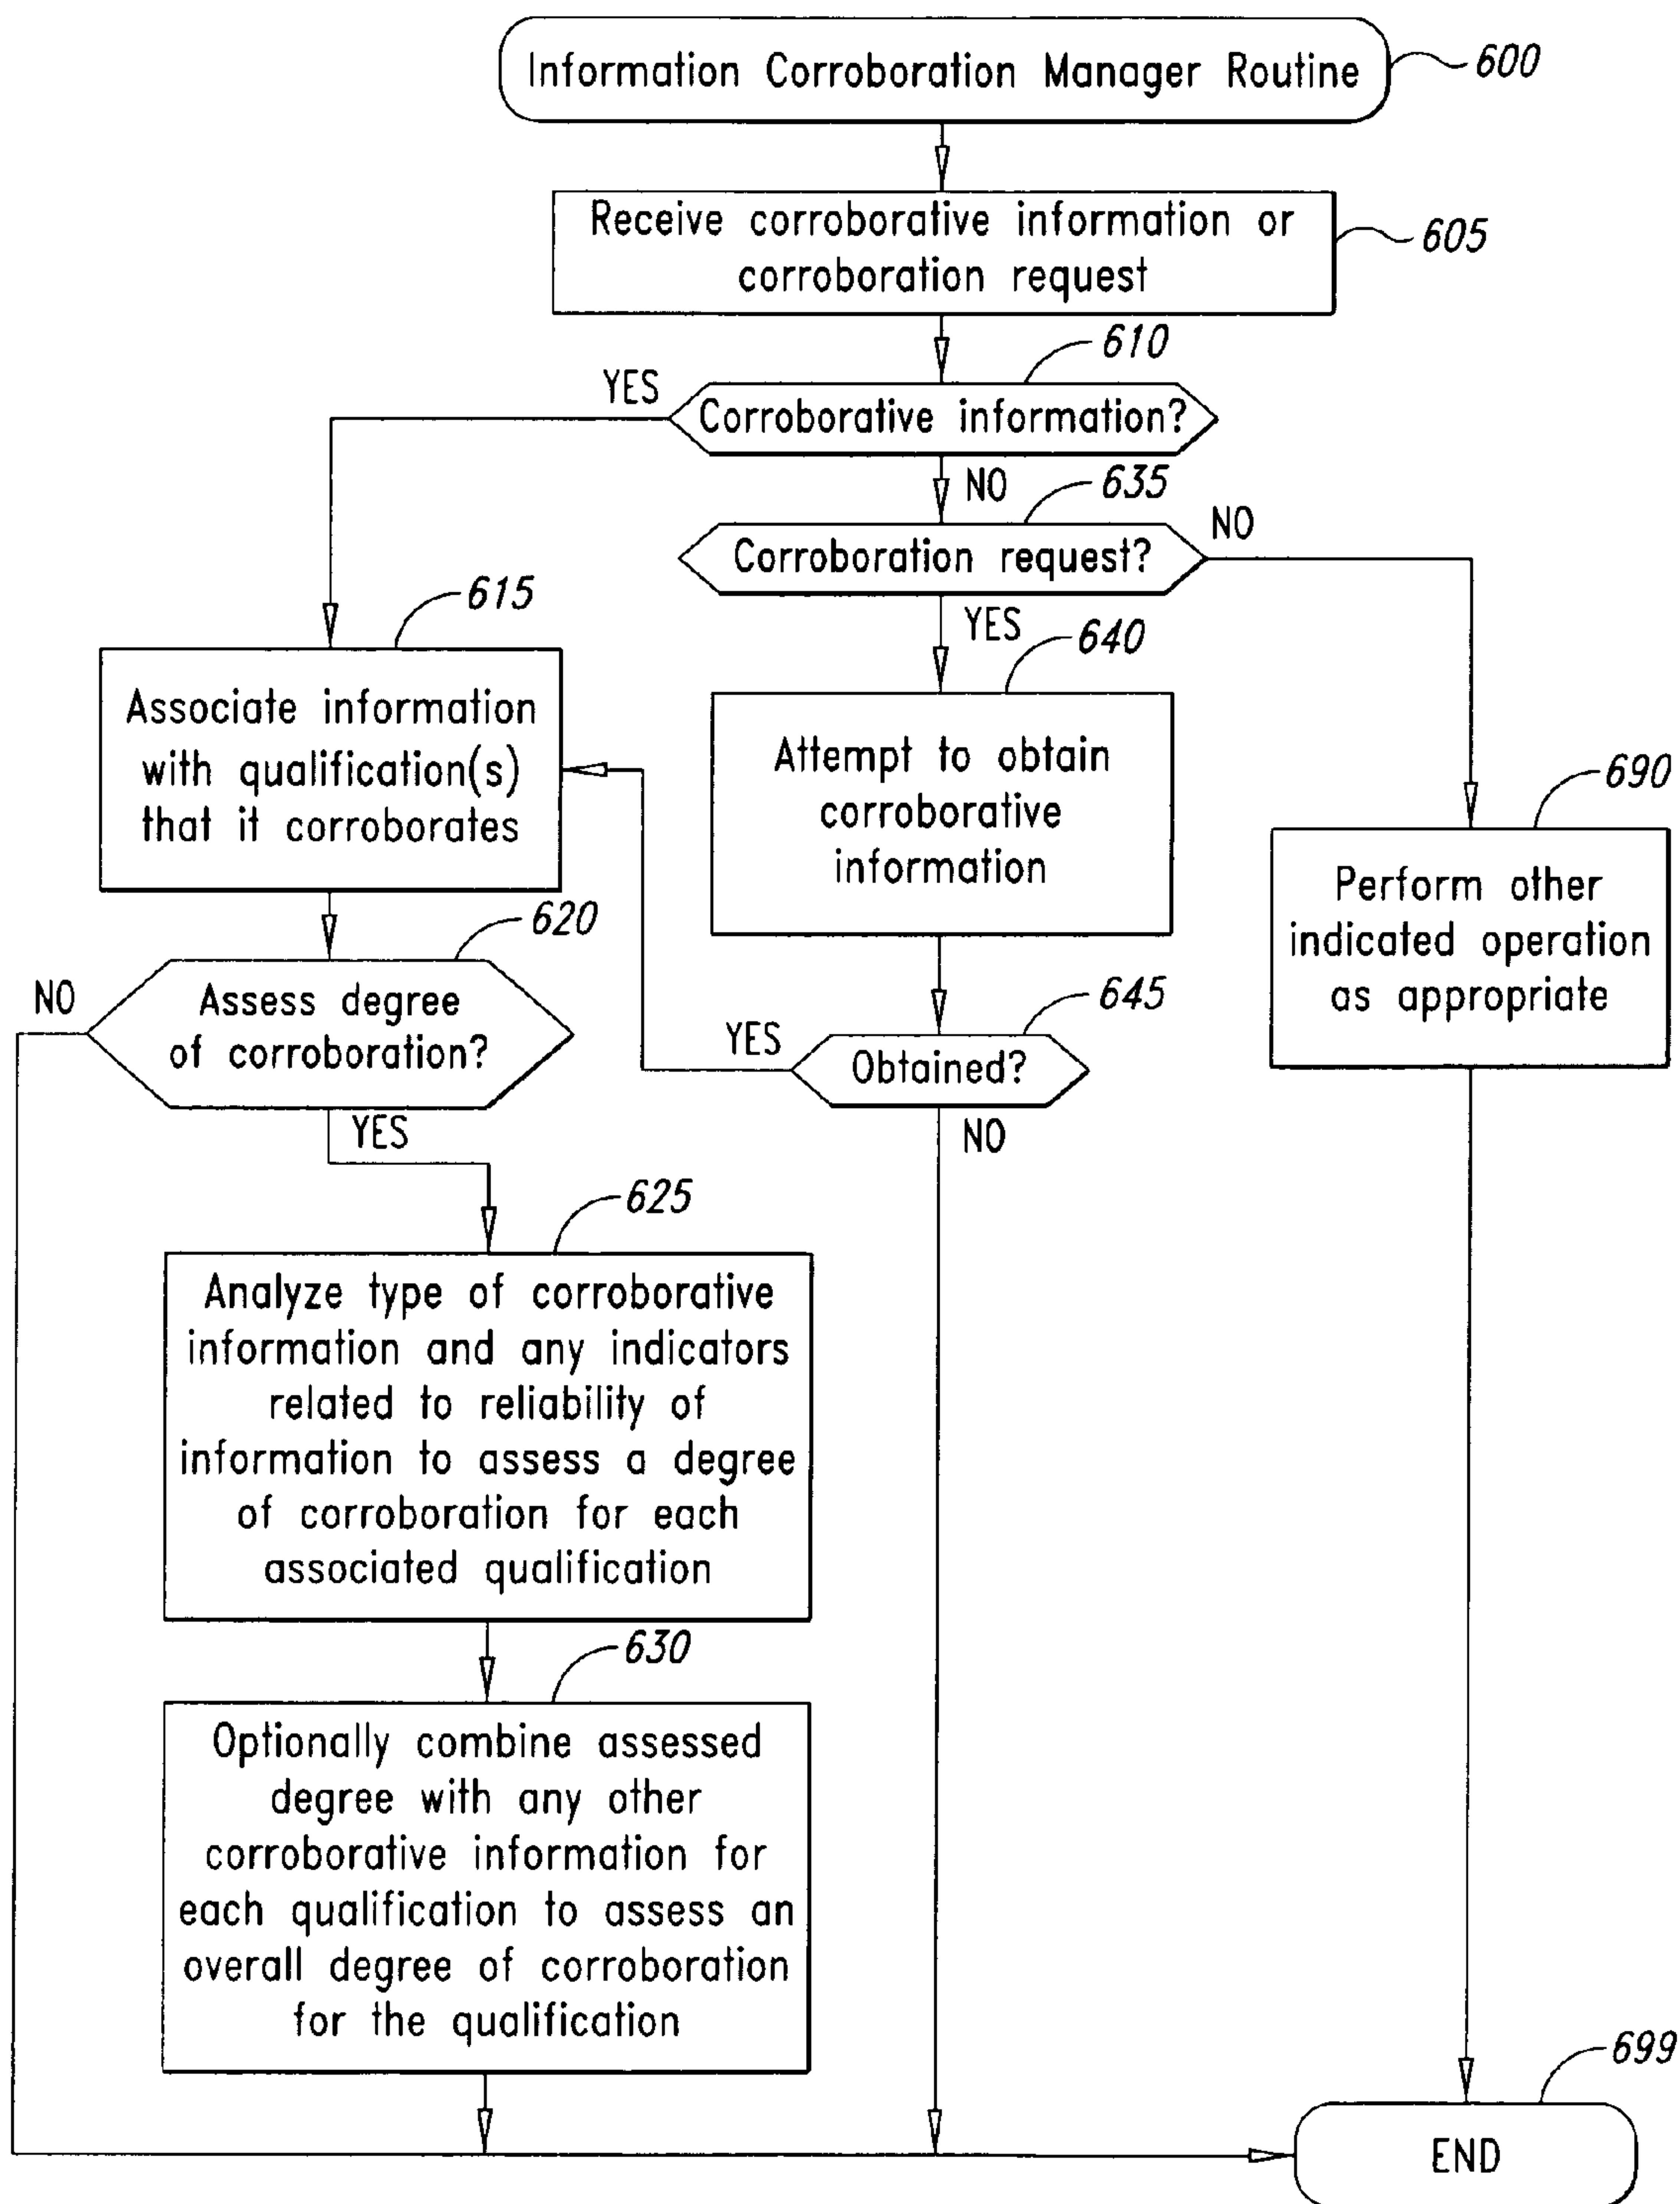 Information Corroboration Manager Routine
600
Receive corroborative information or
corroboration request
605
610
YES
Corroborative information?
NO
635
NO
Corroboration request?
615
YES
640
Associate information
with qualification(s)
that it corroborates
Attempt to obtain
corroborative
information
690
Perform other
indicated operation
as appropriate
620
NO
Assess degree
of corroboration?
645
YES
Obtained?
YES
NO
625
Analyze type of corroborative
information and any indicators
related to reliability of
information to assess a degree
of corroboration for each
associated qualification
630
Optionally combine assessed
degree with any other
corroborative information for
each qualification to assess an
overall degree of corroboration
for the qualification
699
END